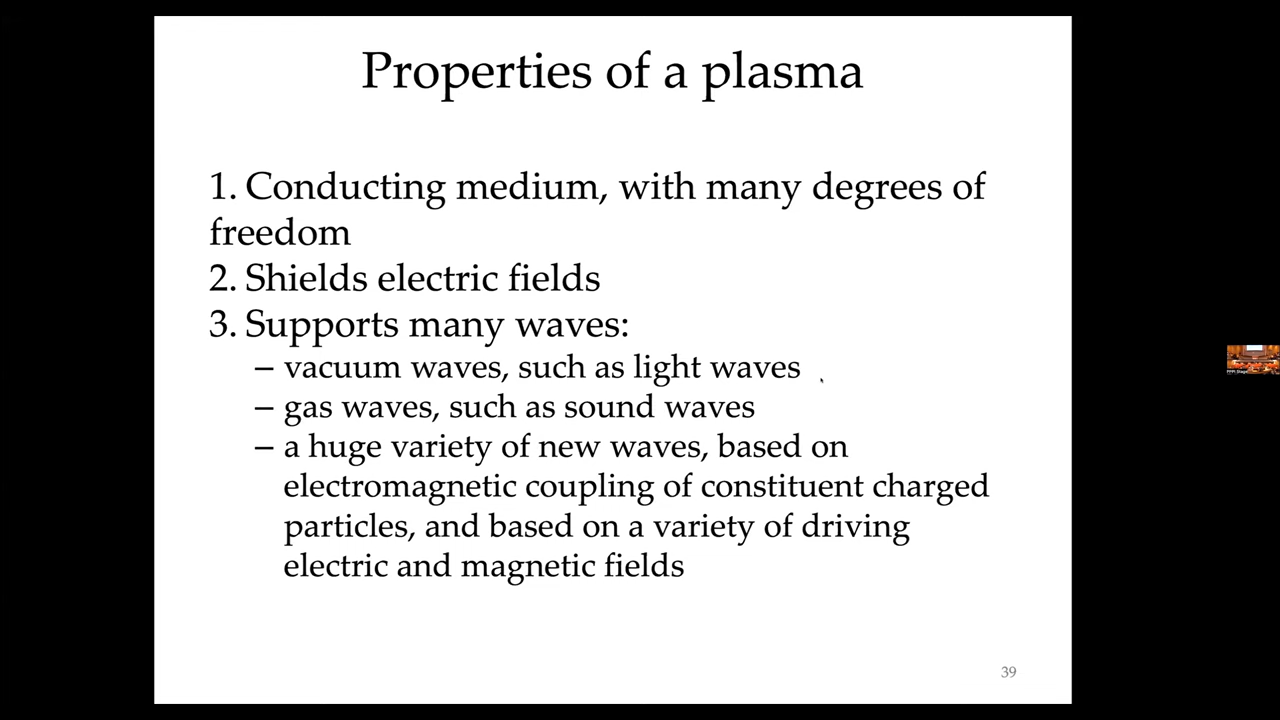 Properties of a plasma
1. Conducting medium, with many degrees of
freedom
2. Shields electric fields
3. Supports many waves:
– vacuum waves, such as light waves
– gas waves, such as sound waves
– a huge variety of new waves, based on
electromagnetic coupling of constituent charged
particles, and based on a variety of driving
electric and magnetic fields
39